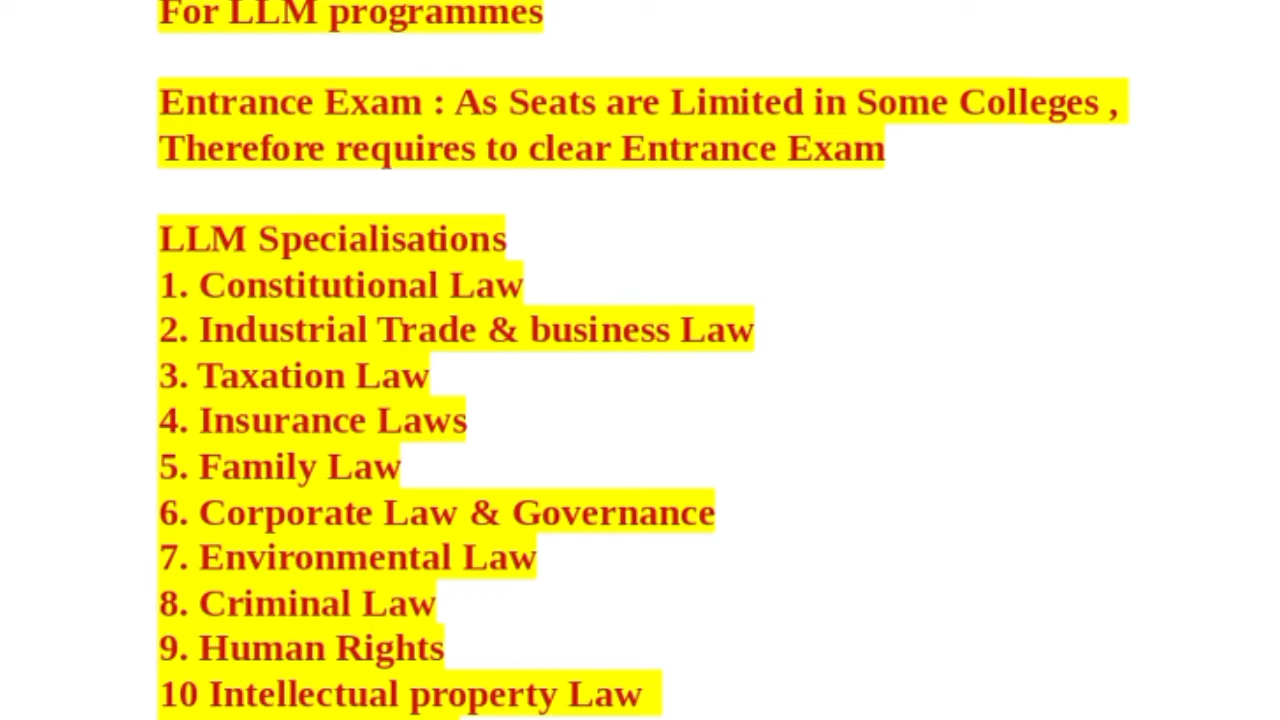 For LLM programmes
Entrance Exam : As Seats are Limited in Some Colleges ,
Therefore requires to clear Entrance Exam
LLM Specialisations
1. Constitutional Law
2. Industrial Trade & business Law
3. Taxation Law
4. Insurance Laws
5. Family Law
6. Corporate Law & Governance
7. Environmental Law
8. Criminal Law
9. Human Rights
10 Intellectual property Law